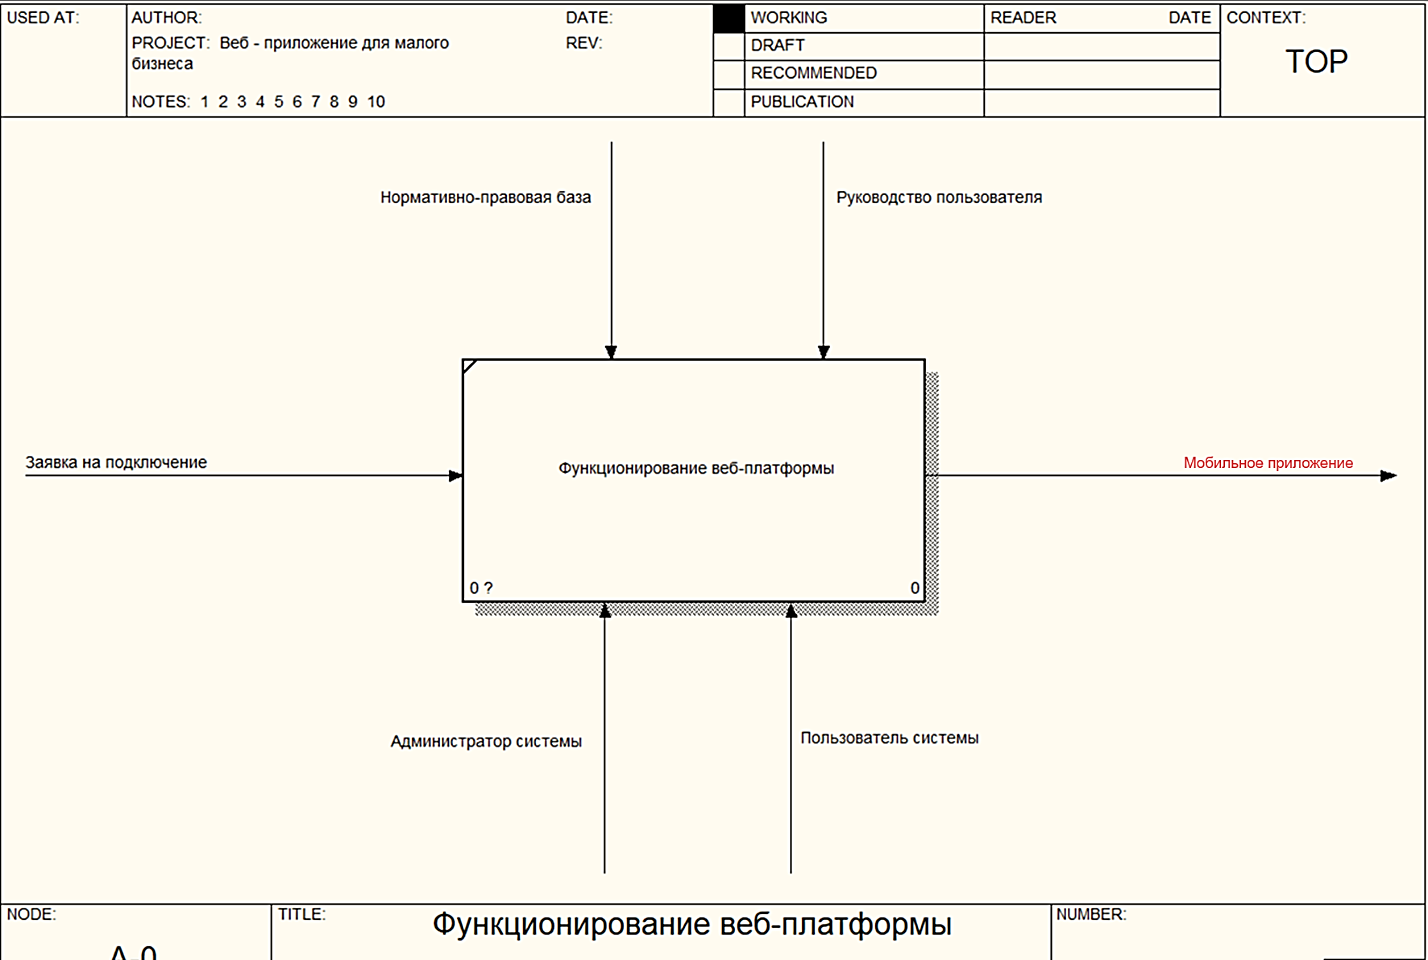 USED AT:
AUTHOR:
DATE:
WORKING
READER
DATE
CONTEXT:
PROJECT: Веб - приложение для малого
бизнеса
REV:
DRAFT
TOP
RECOMMENDED
NOTES: 1 2 3 4 5 6 7 8 9 10
PUBLICATION
Нормативно-правовая база
Руководство пользователя
Заявка на подключение
Функционирование веб-платформы
Мобильное приложение
0 ?
0
Администратор системы
Пользователь системы
NODE:
TITLE:
Функционирование веб-платформы
NUMBER:
A-0